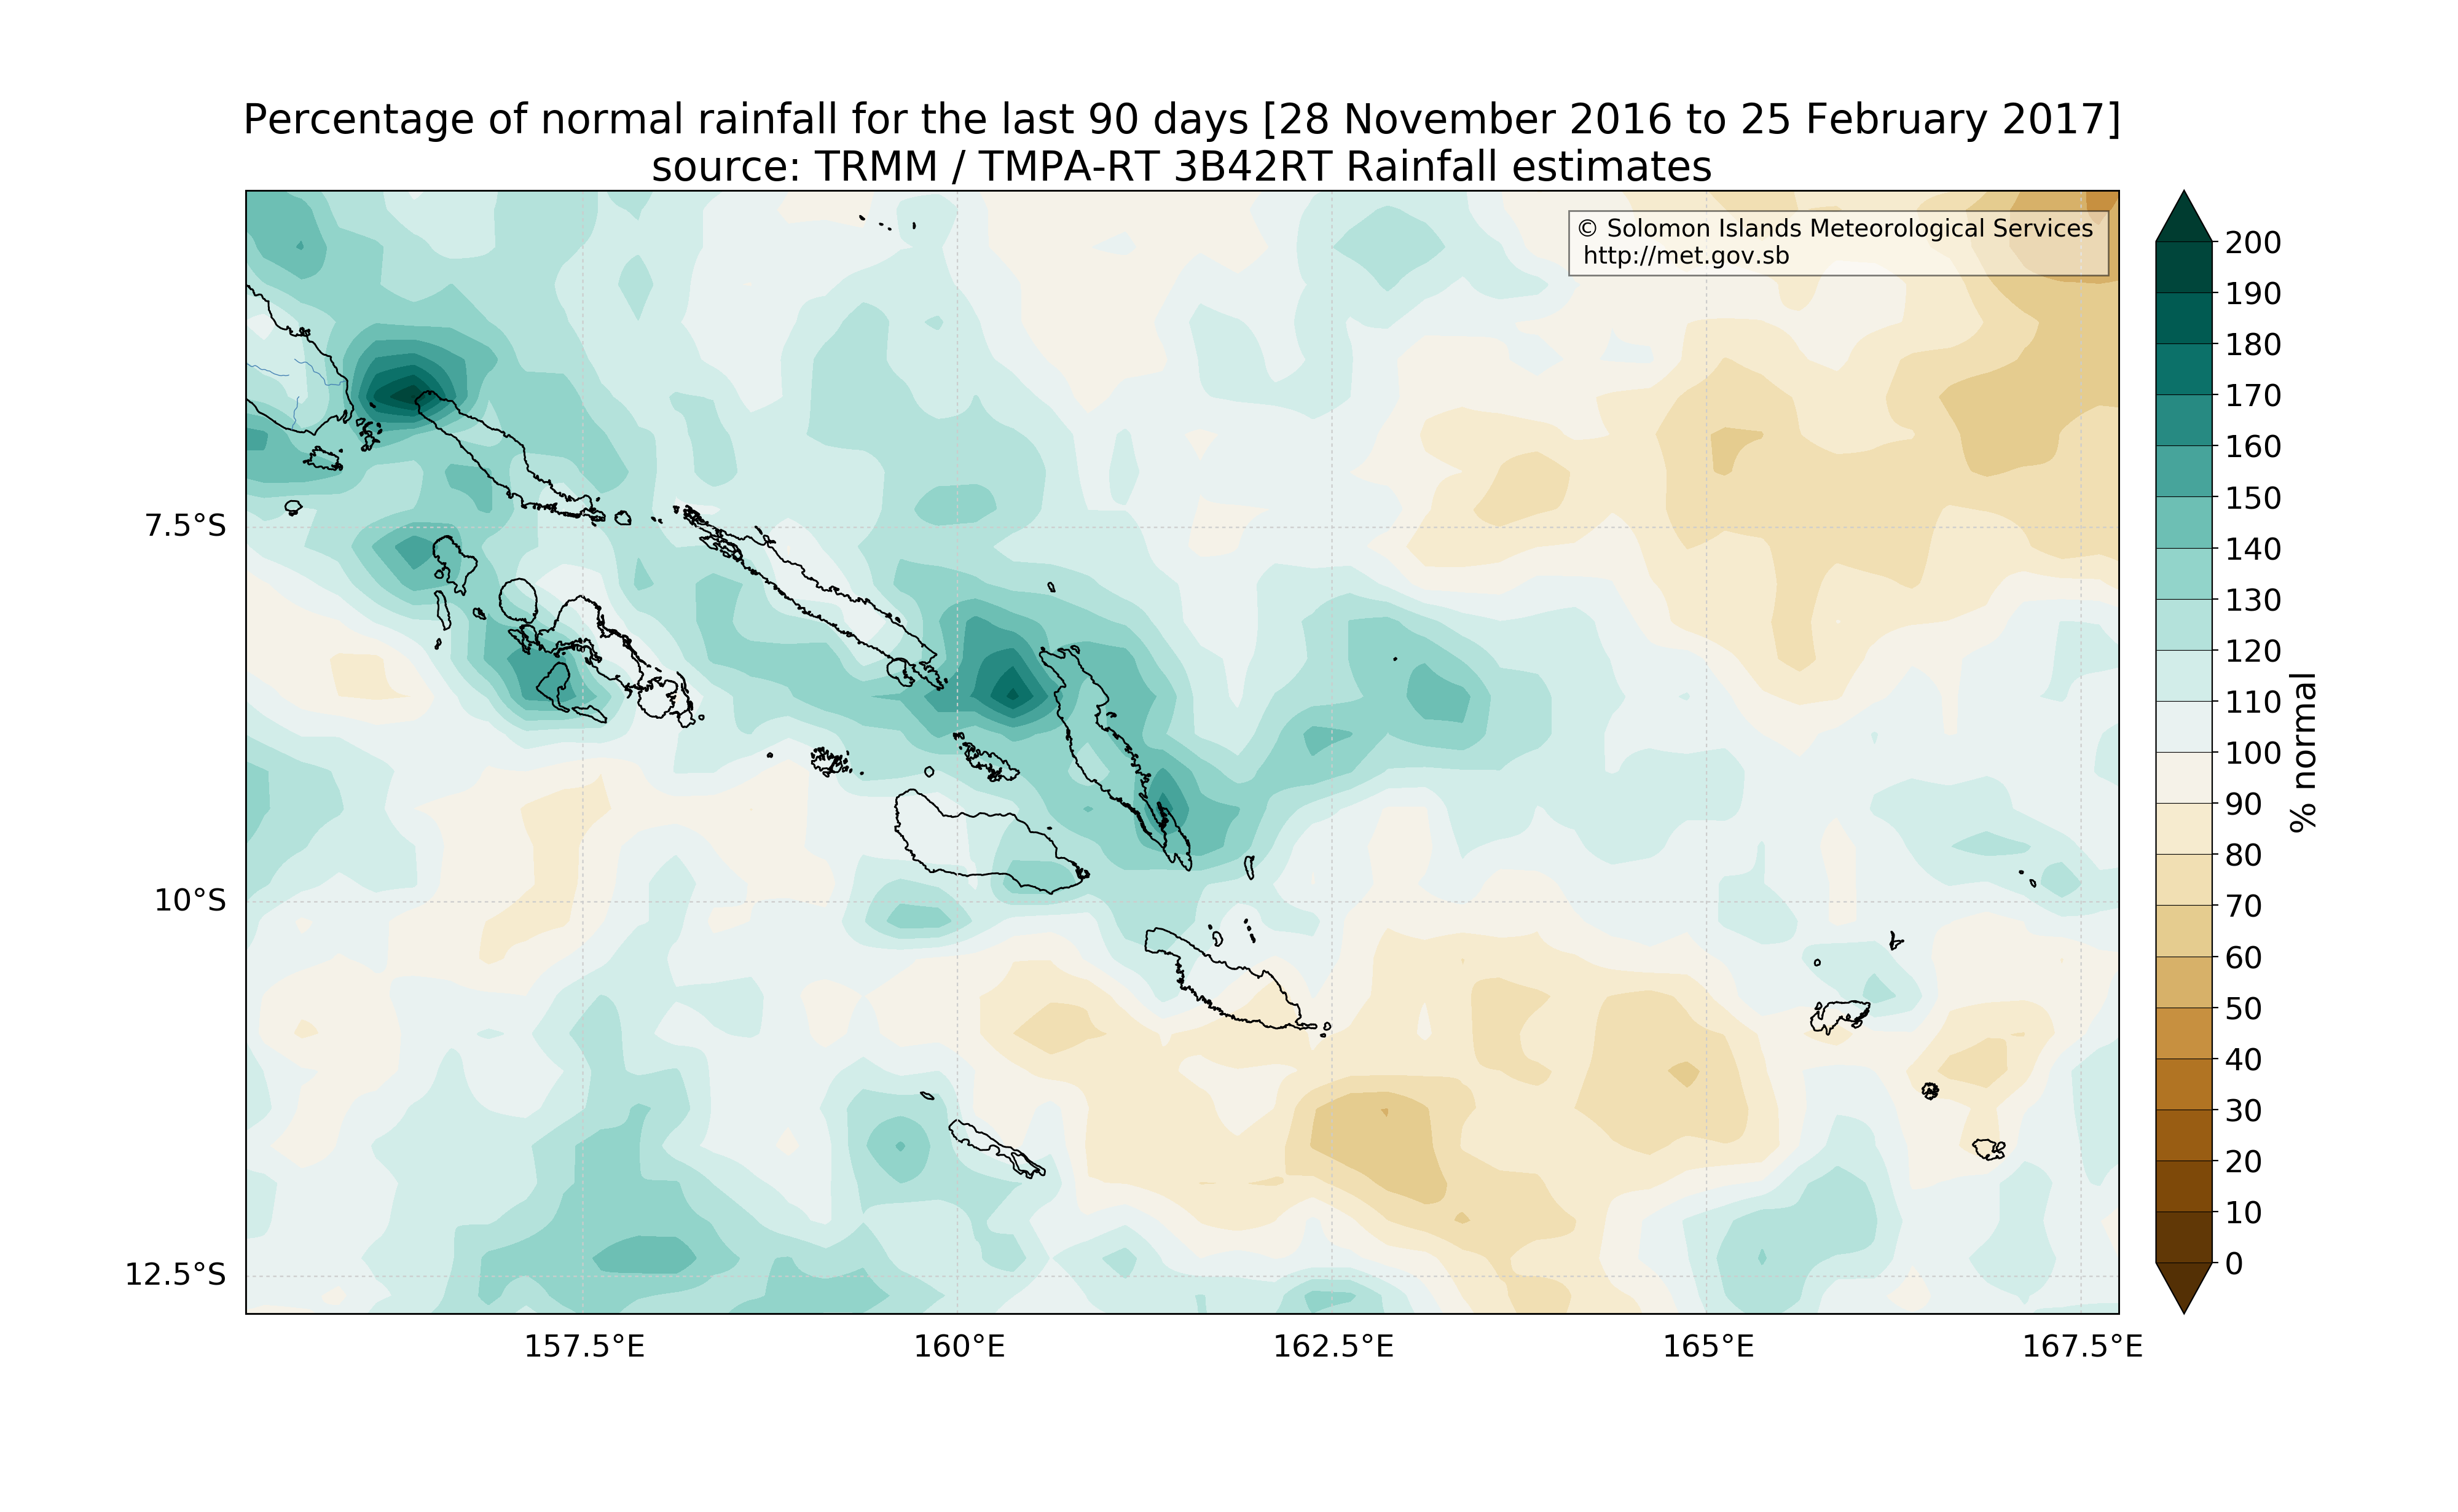 Percentage of normal rainfall for the last 90 days [28 November 2016 to 25 February 2017]
source: TRMM / TMPA-RT 3B42RT Rainfall estimates
© Solomon Islands Meteorological Services
http://met.gov.sb
7.5°S
10°S
12.5°S
157.5°E
160°E
162.5°E
165°E
167.5°E
200
190
180
170
160
150
140
130
120
110
100
90
80
70
60
50
40
30
20
10
0
% normal